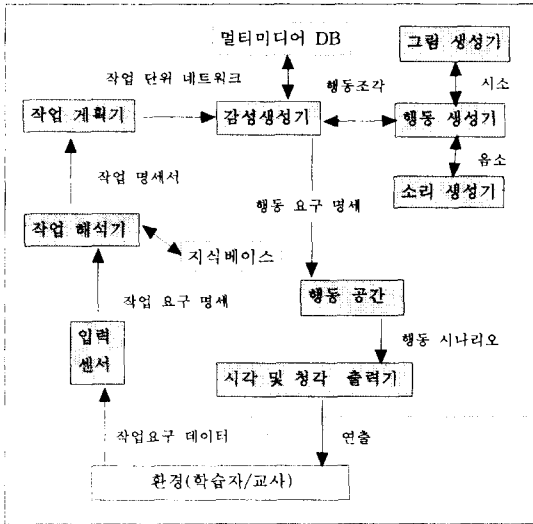 멀티미디어 DB
그림 생성기
작업 단위 네트워크
행동조각
시소
작업 계획기
감성생성기
행동 생성기
음소
작업 명세서
소리 생성기
행동 요구 명세
작업 해석기
지식베이스
행동 공간
작업 요구 명세
행동 시나리오
입력
센서
시각 및 청각 출력기
작업요구 데이터
연출
환경(학습자/교사)